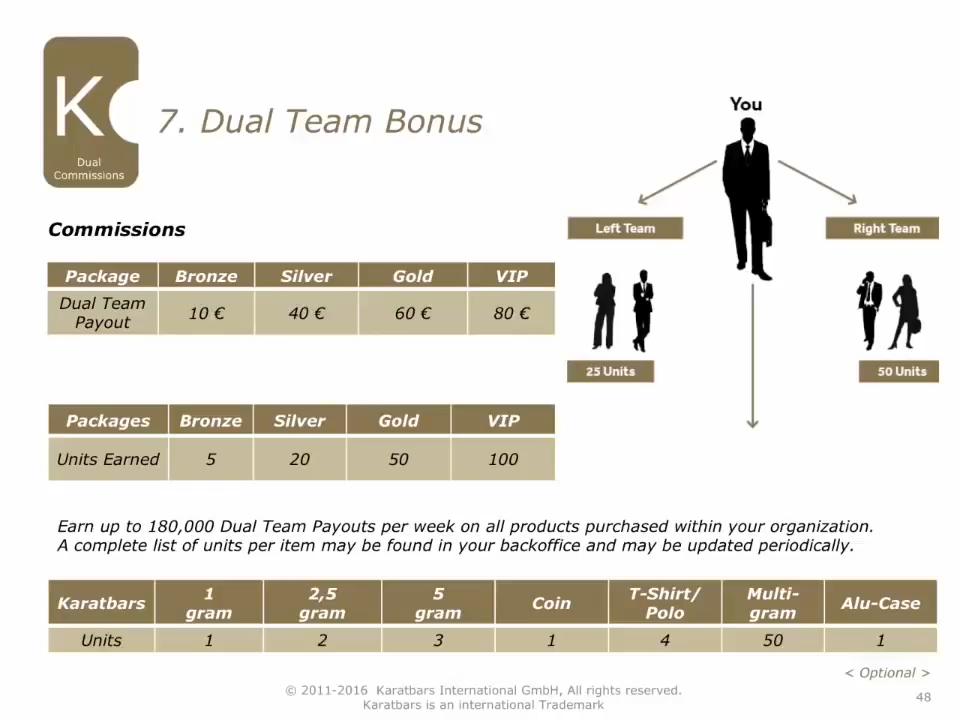 K
Dual
Commissions
7. Dual Team Bonus
You
Left Team
Right Team
25 Units
50 Units
Commissions
Package Bronze Silver Gold VIP
Dual Team
Payout
10 € 40 € 60 € 80 €
Packages Bronze Silver Gold VIP
Units Earned 5 20 50 100
Earn up to 180,000 Dual Team Payouts per week on all products purchased within your organization.
A complete list of units per item may be found in your backoffice and may be updated periodically.
Karatbars 1 gram 2,5 gram 5 gram Coin T-Shirt/ Polo Multi- gram Alu-Case
Units 1 2 3 1 4 50 1
< Optional >
© 2011-2016 Karatbars International GmbH, All rights reserved.
Karatbars is an international Trademark
48